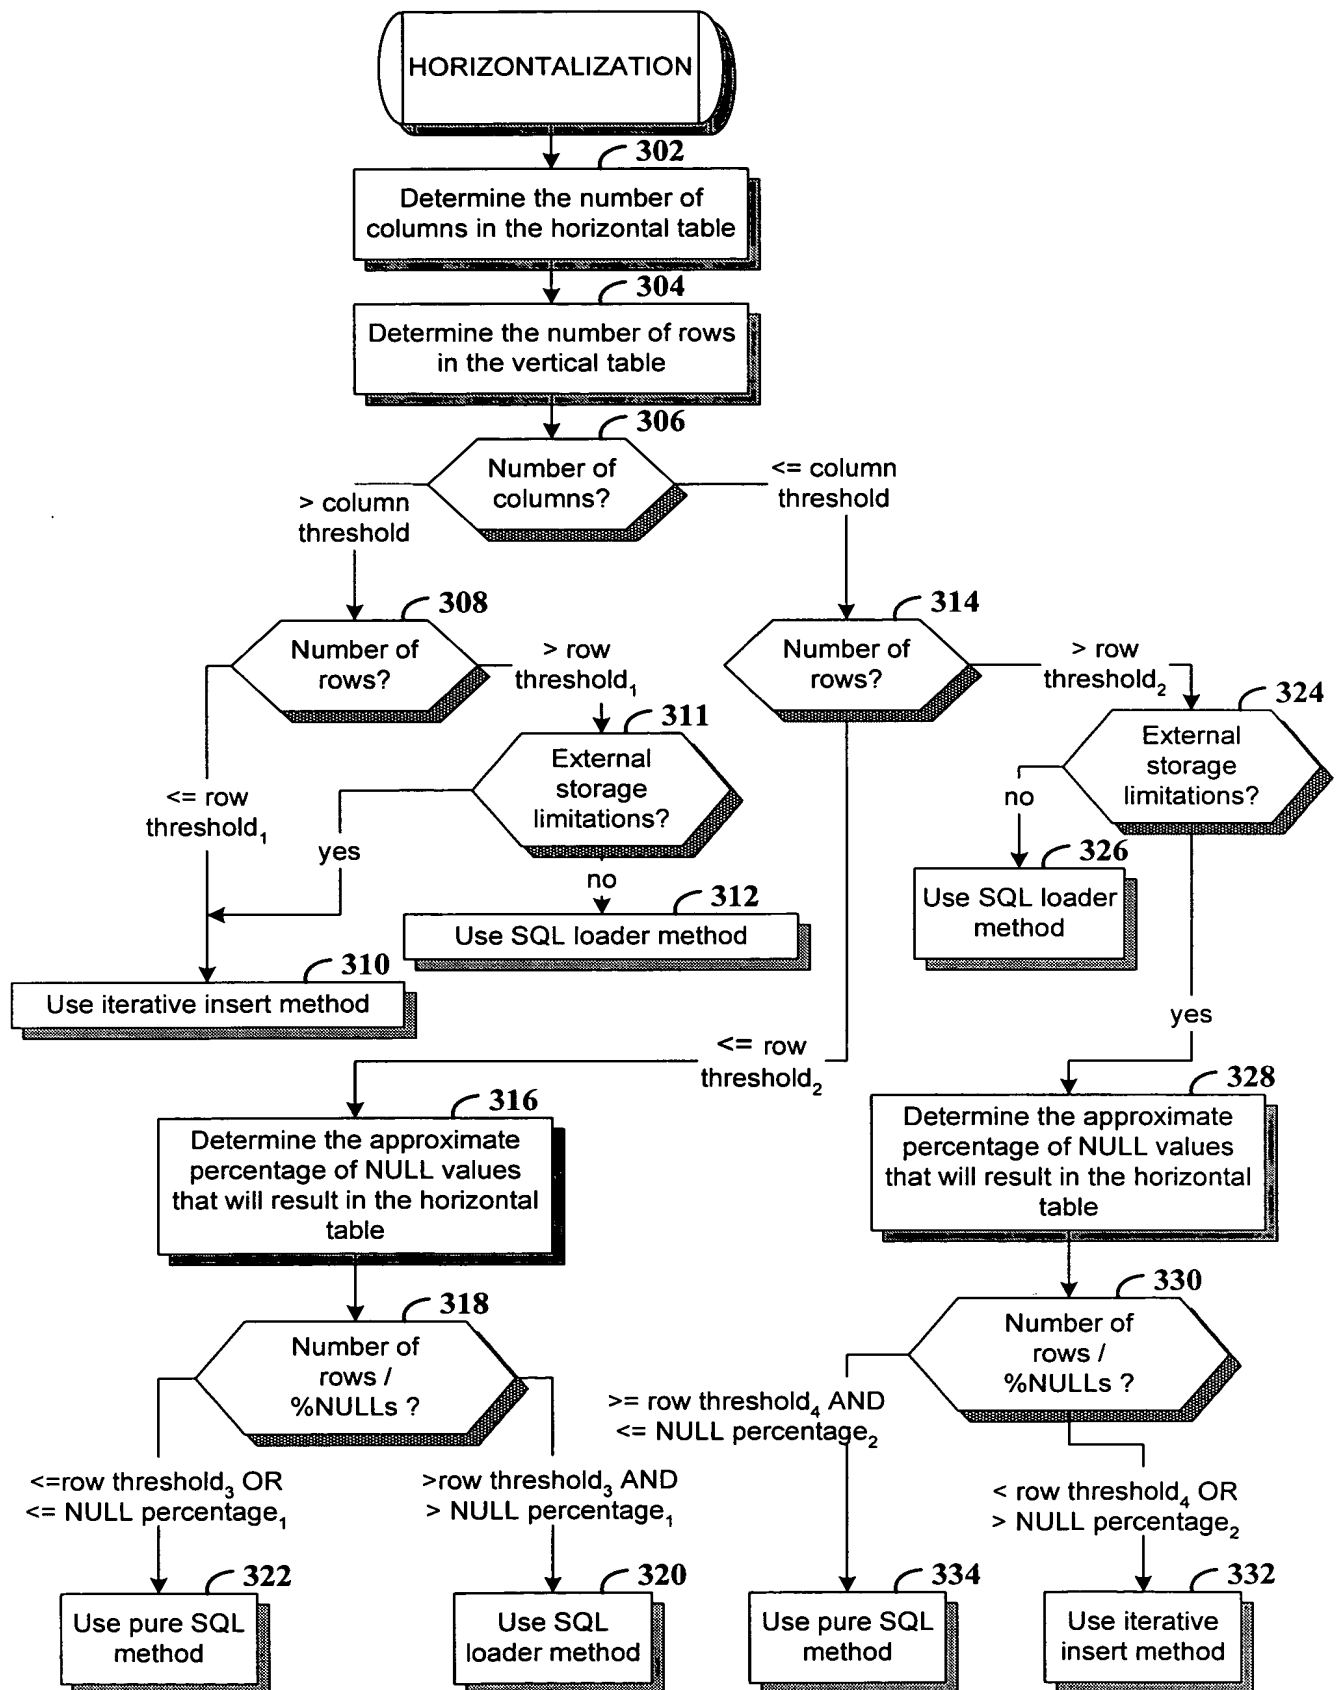 HORIZONTALIZATION
302
Determine the number of
columns in the horizontal table
304
Determine the number of rows
in the vertical table
306
Number of
columns?
> column
threshold
<= column
threshold
308
Number of
rows?
314
Number of
rows?
> row
threshold₁
> row
threshold₂
311
External
storage
limitations?
324
External
storage
limitations?
<= row
threshold₁
yes
no
no
312
Use SQL loader method
326
Use SQL loader
method
310
Use iterative insert method
yes
<= row
threshold₂
316
Determine the approximate
percentage of NULL values
that will result in the horizontal
table
328
Determine the approximate
percentage of NULL values
that will result in the horizontal
table
318
Number of
rows /
%NULLs ?
330
Number of
rows /
%NULLs ?
<=row threshold₃ OR
<= NULL percentage₁
>row threshold₃ AND
> NULL percentage₁
>= row threshold₄ AND
<= NULL percentage₂
< row threshold₄ OR
> NULL percentage₂
322
Use pure SQL
method
320
Use SQL
loader method
334
Use pure SQL
method
332
Use iterative
insert method